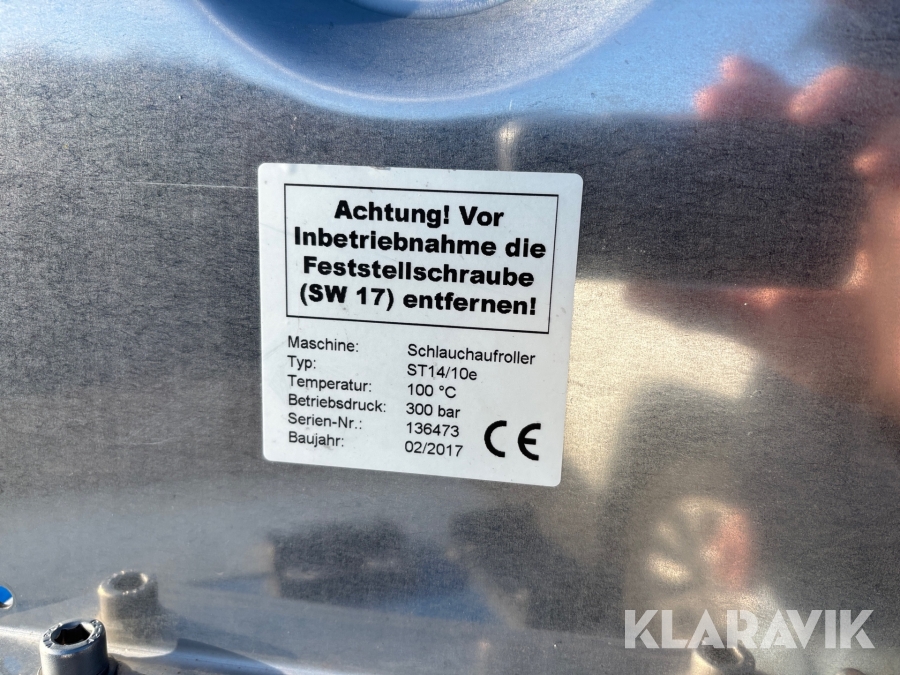 Achtung! Vor
Inbetriebnahme die
Feststellschraube
(SW 17) entfernen!
Maschine: Schlauchaufroller
Typ: ST14/10e
Temperatur: 100 °C
Betriebsdruck: 300 bar
Serien-Nr.: 136473
Baujahr: 02/2017
CE
KLARAVIK